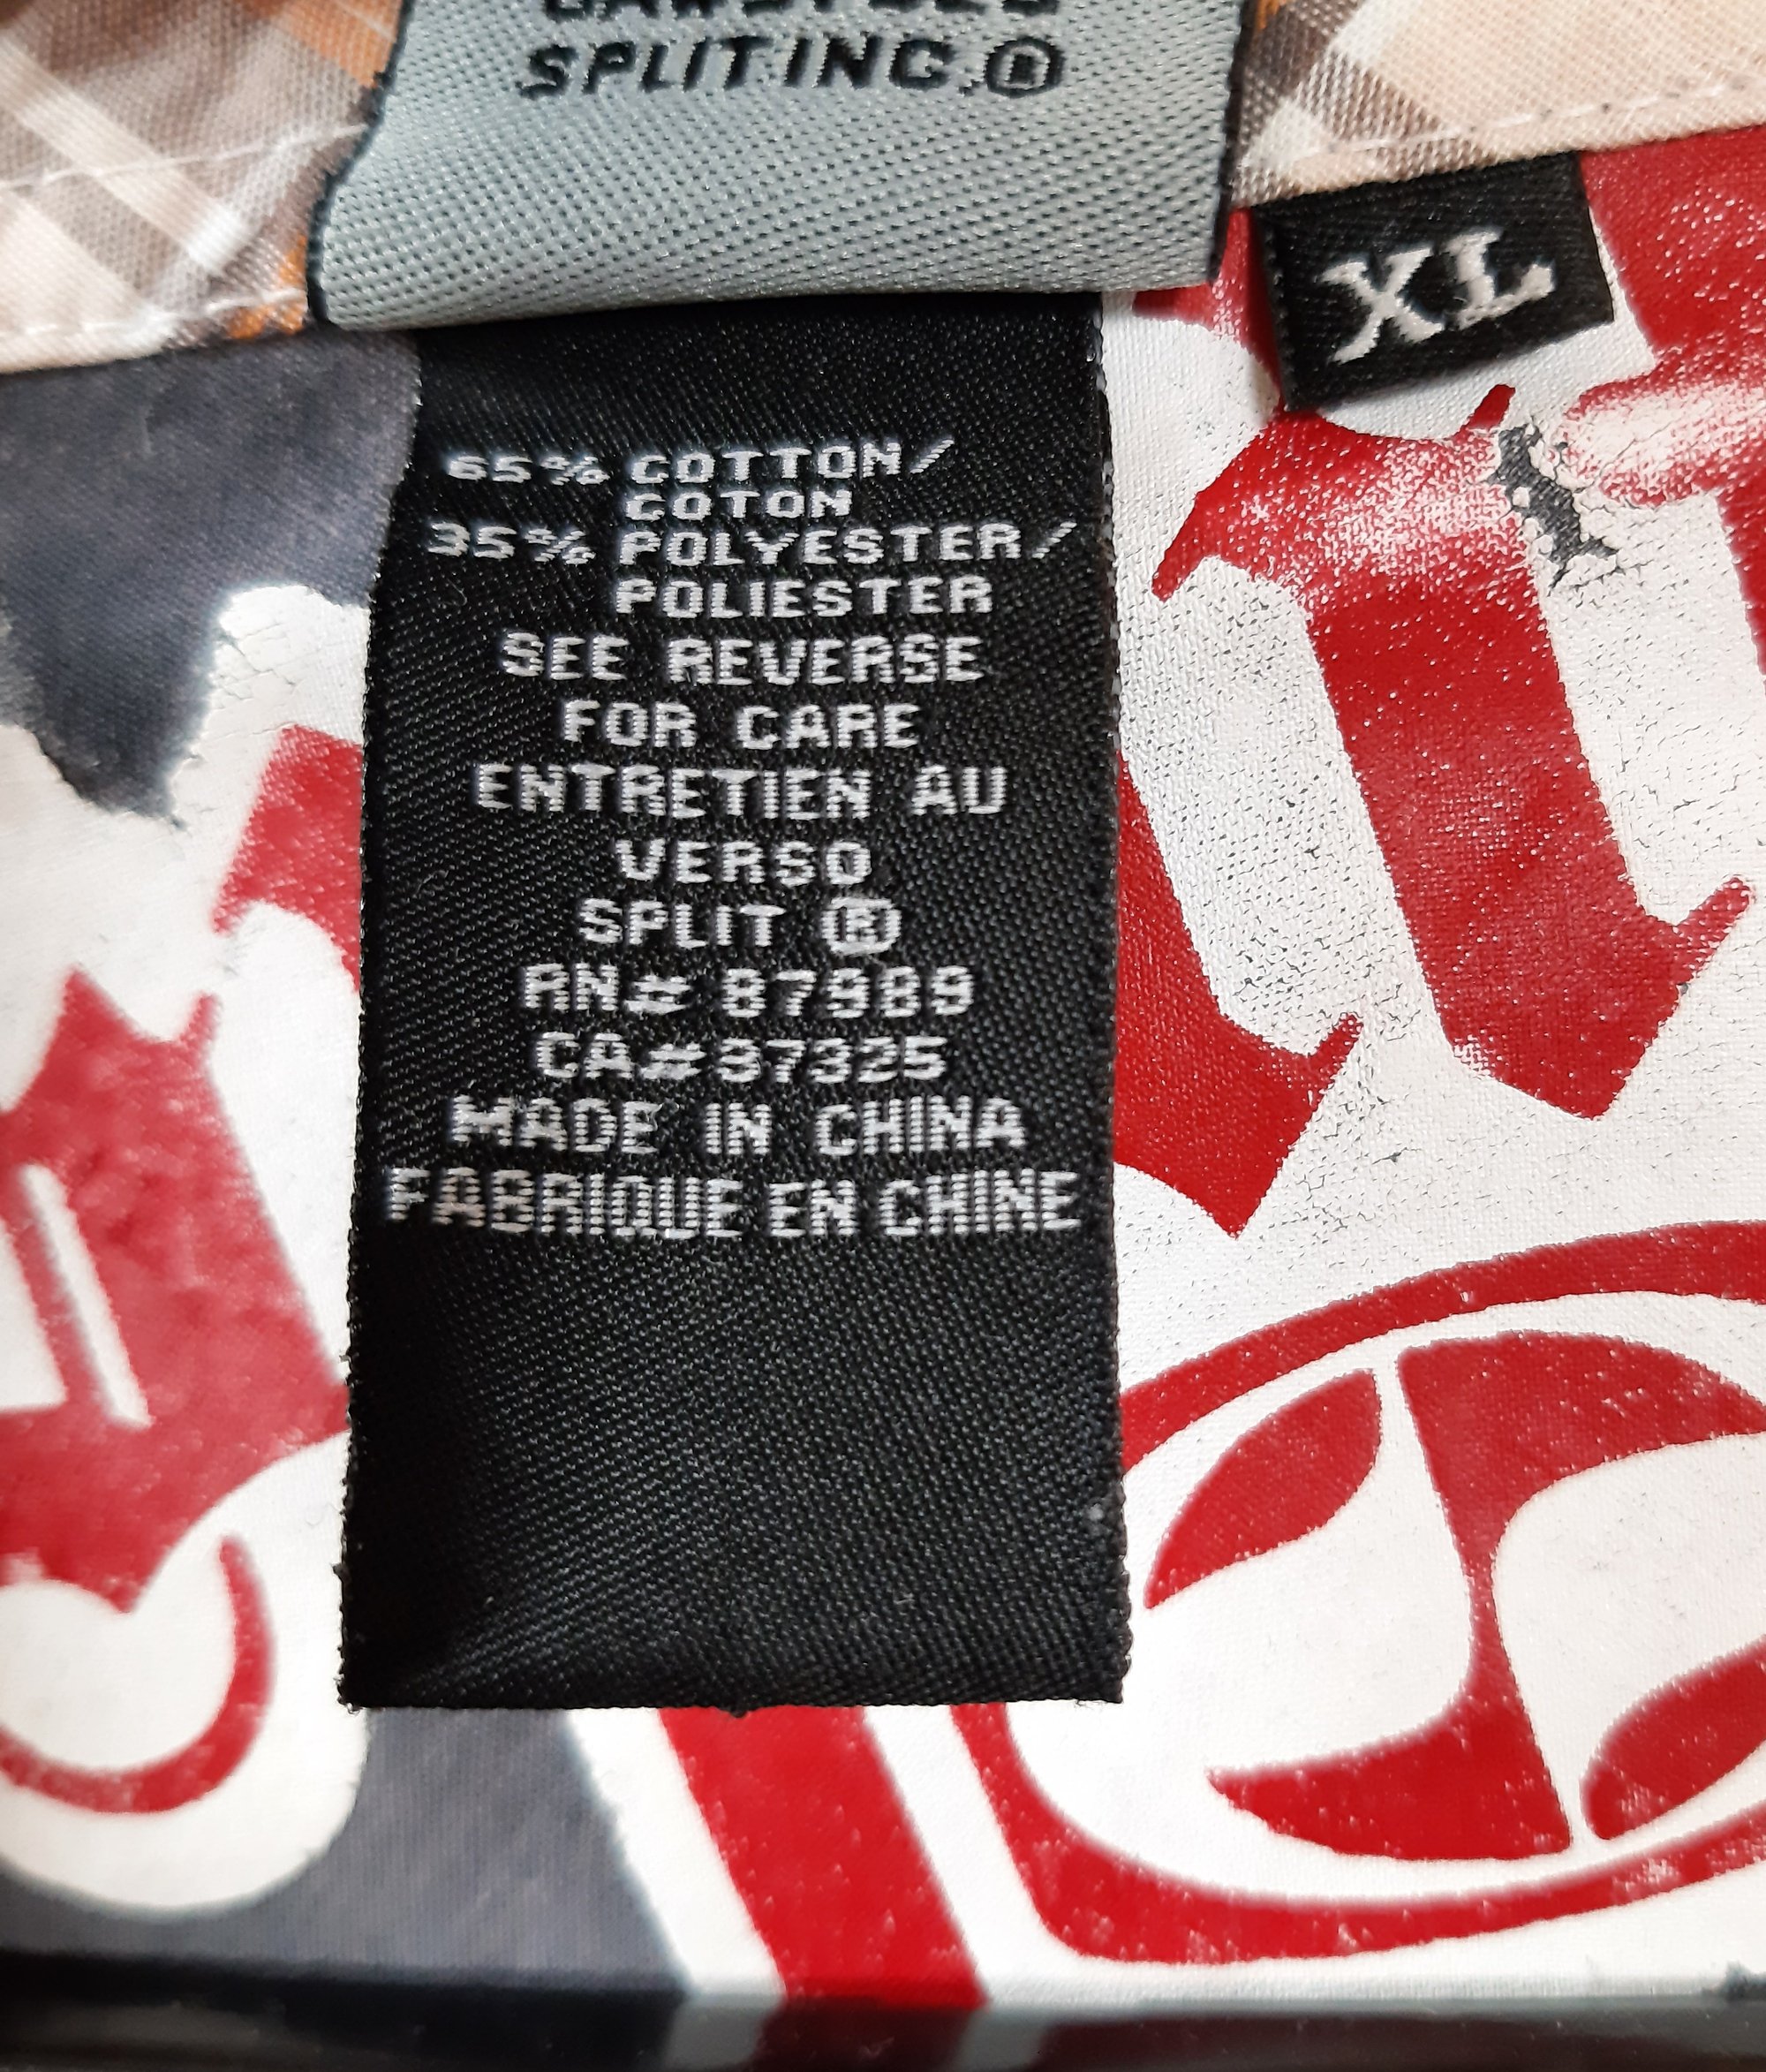 SPLIT INC.®
XL
65% COTTON/
COTON
35% POLYESTER/
POLIESTER
SEE REVERSE
FOR CARE
ENTRETIEN AU
VERSO
SPLIT ®
RN# 87989
CA#37325
MADE IN CHINA
FABRIQUE EN CHINE